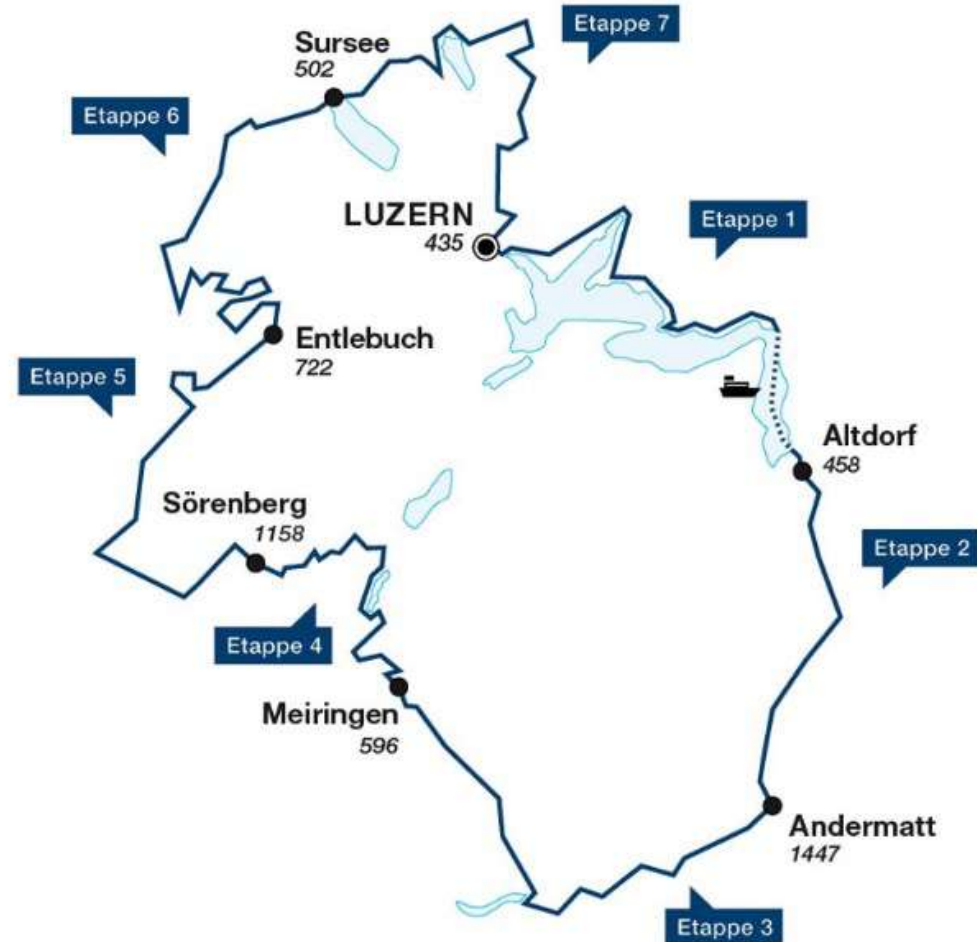 Etappe 7
Sursee
502
Etappe 6
LUZERN
435
Etappe 1
Entlebuch
722
Etappe 5
Altdorf
458
Sörenberg
1158
Etappe 2
Etappe 4
Meiringen
596
Andermatt
1447
Etappe 3